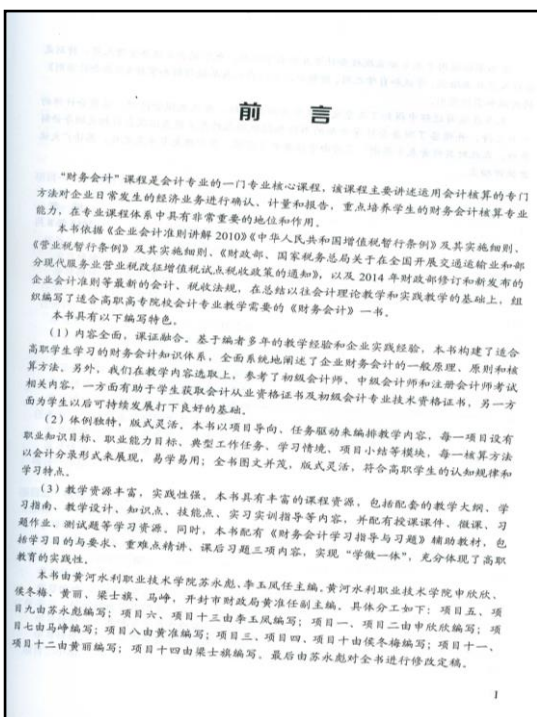 前 言
“财务会计”课程是会计专业的一门专业核心课程，该课程主要讲述运用会计核算的专门
方法对企业日常发生的经济业务进行确认、计量和报告，重点培养学生的财务会计核算专业
能力，在专业课程体系中具有非常重要的地位和作用。
本书依据《企业会计准则讲解2010》《中华人民共和国增值税暂行条例》及其实施细则、
《营业税暂行条例》及其实施细则、《财政部、国家税务总局关于在全国开展交通运输业和部
分现代服务业营业税改征增值税试点税收政策的通知》，以及2014年财政部修订和新发布的
企业会计准则等最新的会计、税收法规，在总结以往会计理论教学和实践教学的基础上，组
织编写了适合高职高专院校会计专业教学需要的《财务会计》一书。
本书具有以下编写特色。
（1）内容全面，课证融合。基于编者多年的教学经验和企业实践经验，本书构建了适合
高职学生学习的财务会计知识体系，全面系统地阐述了企业财务会计的一般原理、原则和核
算方法。另外，我们在教学内容选取上，参考了初级会计师、中级会计师和注册会计师考试
相关内容，一方面有助于学生获取会计从业资格证书及初级会计专业技术资格证书，另一方
面为学生以后可持续发展打下良好的基础。
（2）体例独特，版式灵活。本书以项目导向、任务驱动来编排教学内容，每一项目设有
职业知识目标、职业能力目标、典型工作任务、学习情境、项目小结等模块，每一核算方法
以会计分录形式来展现，易学易用；全书图文并茂，版式灵活，符合高职学生的认知规律和
学习特点。
（3）教学资源丰富，实践性强。本书具有丰富的课程资源，包括配套的教学大纲、学
习指南、教学设计、知识点、技能点、实习实训指导等内容，并配有授课课件、微课、习
题作业、测试题等学习资源。同时，本书配有《财务会计学习指导与习题》辅助教材，包
括学习目的与要求、重难点精讲、课后习题三项内容，实现“学做一体”，充分体现了高职
教育的实践性。
本书由黄河水利职业技术学院苏水彪、李玉凤任主编。黄河水利职业技术学院申欣欣、
侯冬梅、黄丽、梁士祺、马峥，开封市财政局黄准任副主编。具体分工如下：项目五、项
目九由苏永彪编写；项目六、项目十三由李玉凤编写；项目一、项目二由申欣欣编写；项
目七由马峥编写；项目八由黄准编写；项目三、项目四、项目十由侯冬梅编写；项目十一、
项目十二由黄丽编写；项目十四由梁士祺编写。最后由苏永彪对全书进行修改定稿。
1